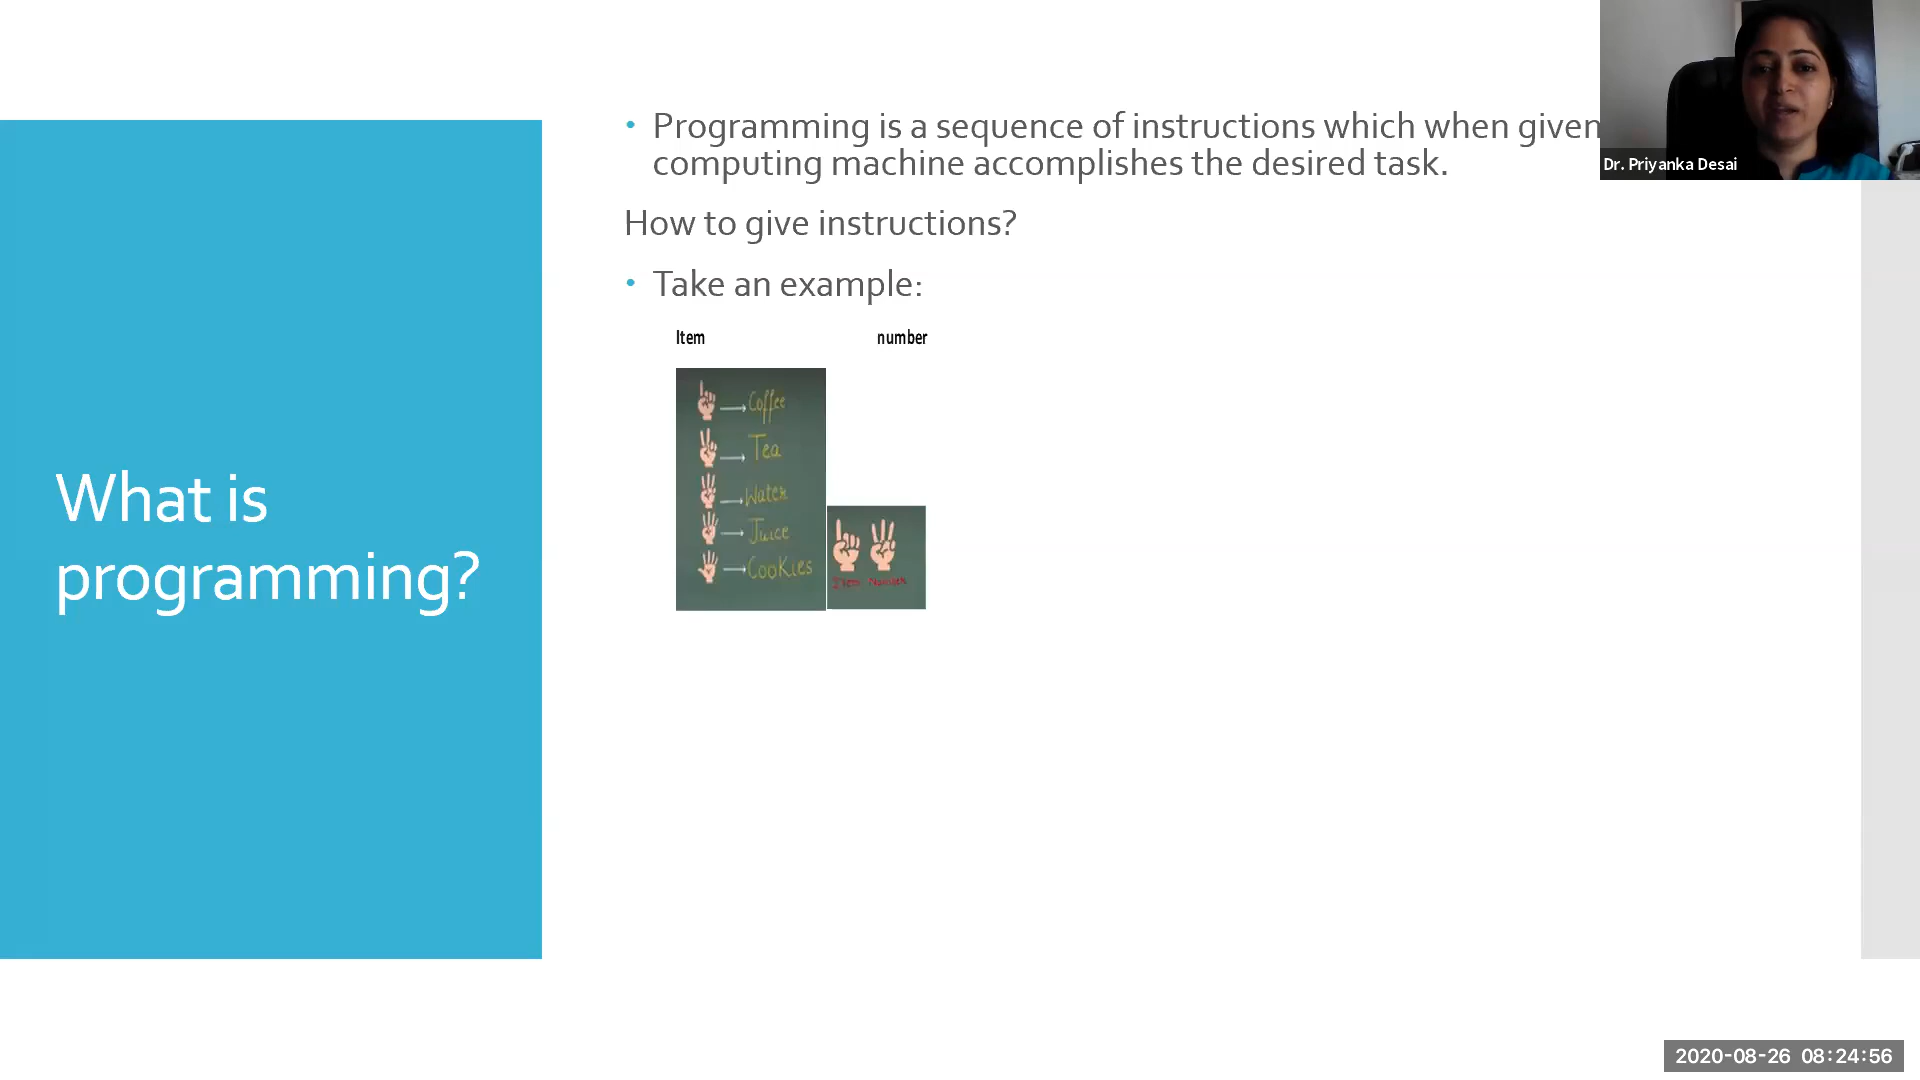 What is
programming?
• Programming is a sequence of instructions which when given
computing machine accomplishes the desired task.
How to give instructions?
• Take an example:
Item number
Coffee
Tea
Water
Juice
Cookies
Item Number
Dr. Priyanka Desai
2020-08-26 08:24:56